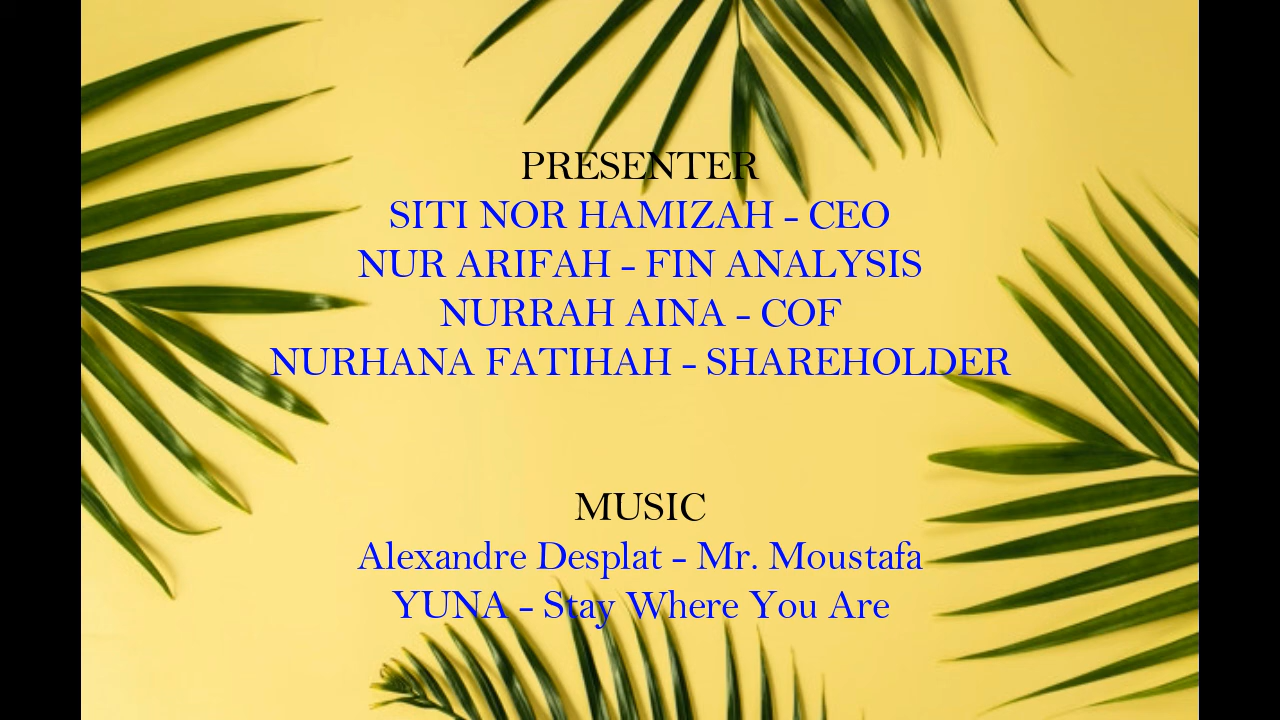 PRESENTER
SITI NOR HAMIZAH – CEO
NUR ARIFAH – FIN ANALYSIS
NURRAH AINA – COF
NURHANA FATIHAH – SHAREHOLDER
MUSIC
Alexandre Desplat – Mr. Moustafa
YUNA – Stay Where You Are